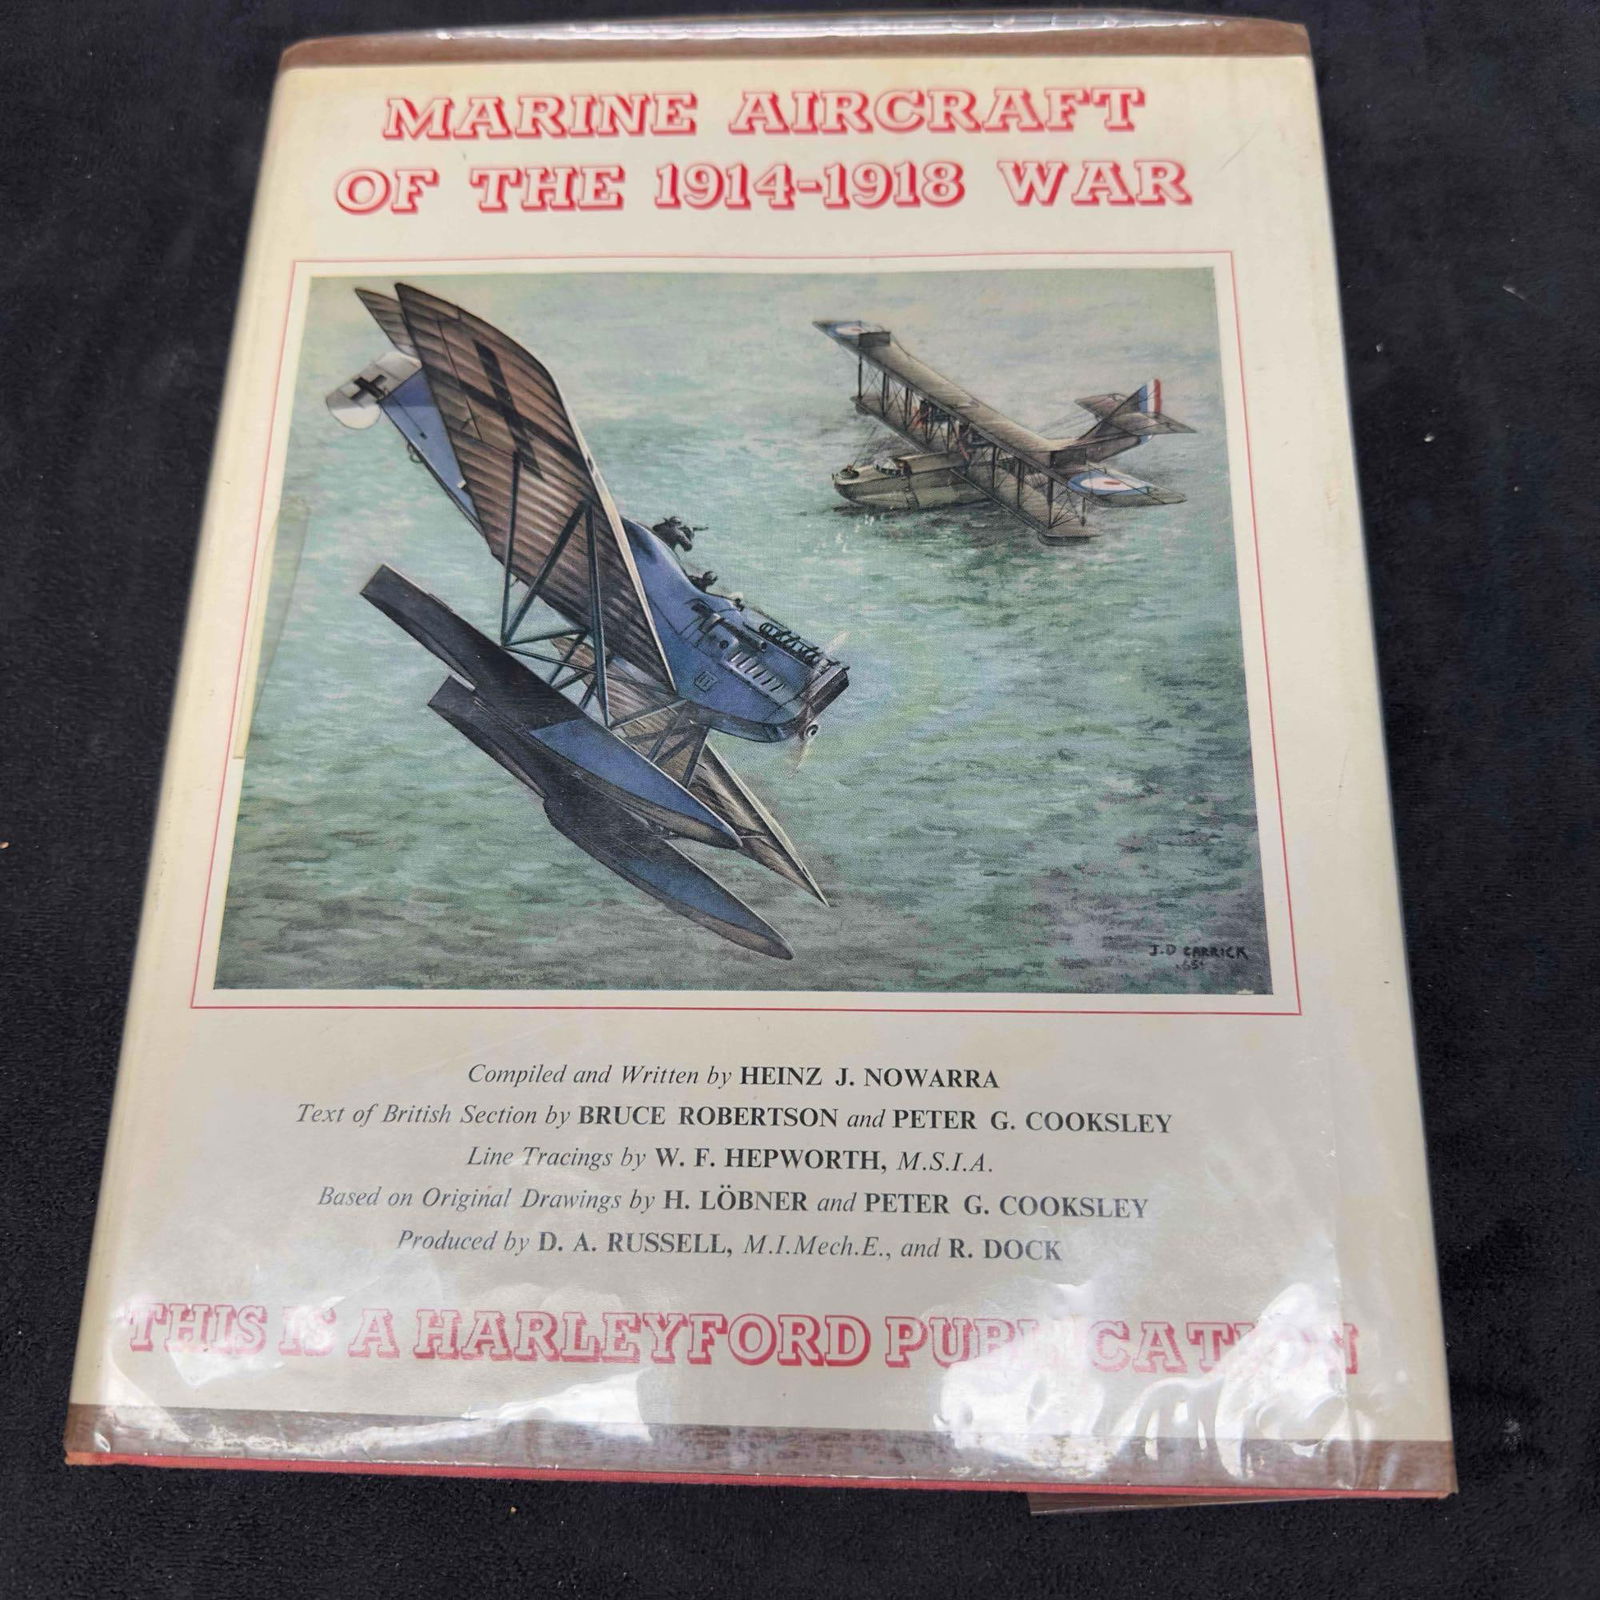 MARINE AIRCRAFT
OF THE 1914-1918 WAR
J.D CARRICK
Compiled and Written by HEINZ J. NOWARRA
Text of British Section by BRUCE ROBERTSON and PETER G. COOKSLEY
Line Tracings by W. F. HEPWORTH, M.S.I.A.
Based on Original Drawings by H. LÖBNER and PETER G. COOKSLEY
Produced by D. A. RUSSELL, M.I.Mech.E., and R. DOCK
THIS IS A HARLEYFORD PUBLICATION